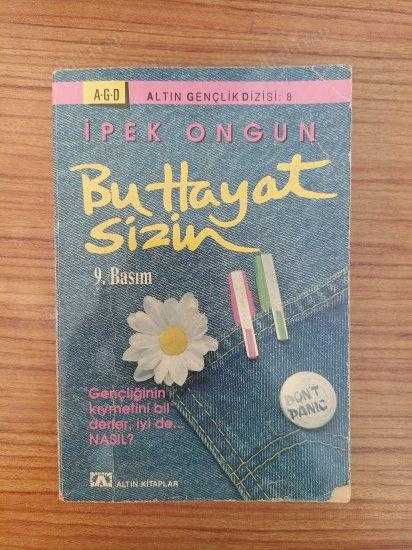 A·G·D ALTIN GENÇLİK DİZİSİ: 8
İPEK ONGUN
Bu Hayat
Sizin
9. Basım
DON'T
PANIC
Gençliğinin
kıymetini bil
derler, iyi de...
NASIL?
ALTIN KİTAPLAR